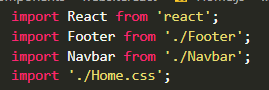 import React from 'react';
import Footer from './Footer';
import Navbar from './Navbar';
import './Home.css';